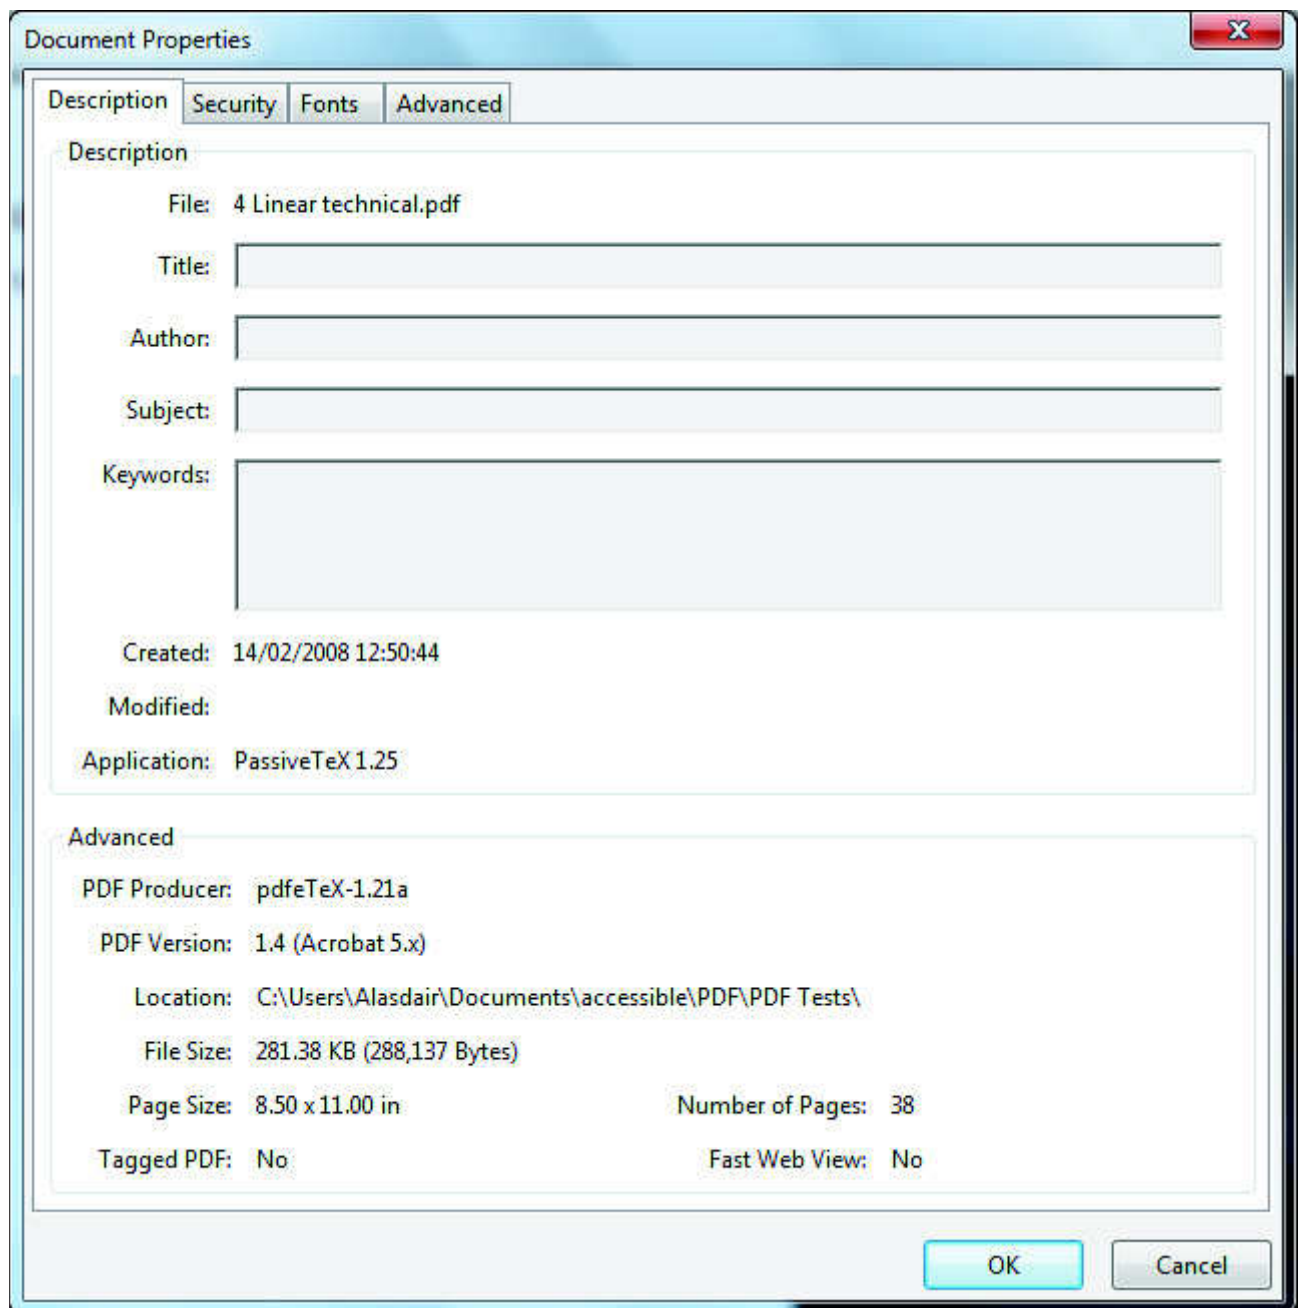 Document Properties
X
Description Security Fonts Advanced
Description
File: 4 Linear technical.pdf
Title:
Author:
Subject:
Keywords:
Created: 14/02/2008 12:50:44
Modified:
Application: PassiveTeX 1.25
Advanced
PDF Producer: pdfeTeX-1.21a
PDF Version: 1.4 (Acrobat 5.x)
Location: C:\Users\Alasdair\Documents\accessible\PDF\PDF Tests\
File Size: 281.38 KB (288,137 Bytes)
Page Size: 8.50 x 11.00 in Number of Pages: 38
Tagged PDF: No Fast Web View: No
OK Cancel